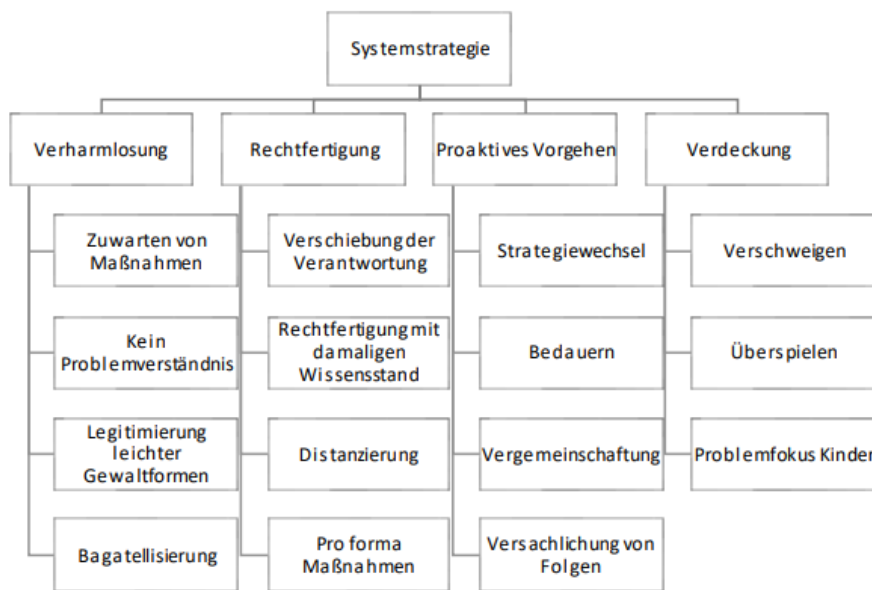 Systemstrategie
Verharmlosung
Zuwarten von
Maßnahmen
Kein
Problemverständnis
Legitimierung
leichter
Gewaltformen
Bagatellisierung
Rechtfertigung
Verschiebung der
Verantwortung
Rechtfertigung mit
damaligen
Wissensstand
Distanzierung
Pro forma
Maßnahmen
Proaktives Vorgehen
Strategiewechsel
Bedauern
Vergemeinschaftung
Versachlichung von
Folgen
Verdeckung
Verschweigen
Überspielen
Problemfokus Kinder